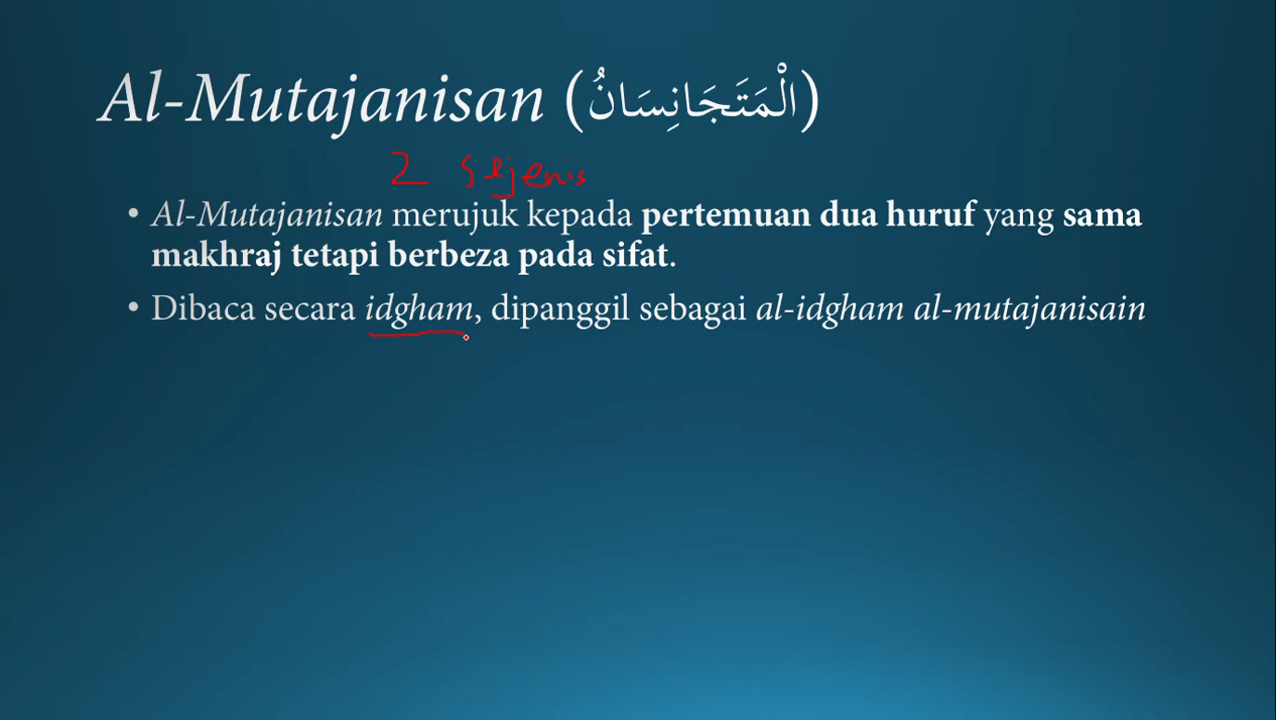 Al-Mutajanisan (الْمَتَجَانِسَانُ)
2 sejenis
• Al-Mutajanisan merujuk kepada pertemuan dua huruf yang sama
makhraj tetapi berbeza pada sifat.
• Dibaca secara idgham, dipanggil sebagai al-idgham al-mutajanisain